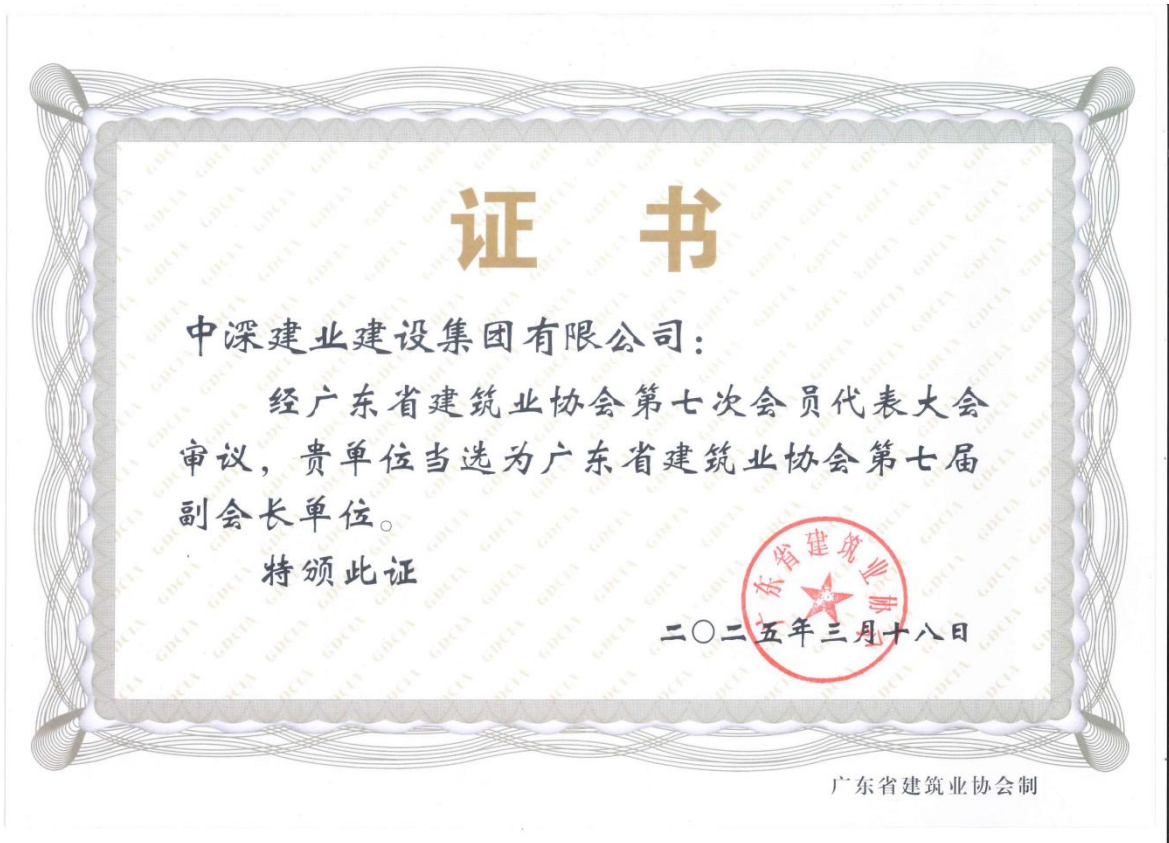 证 书
中深建业建设集团有限公司：
经广东省建筑业协会第七次会员代表大会
审议，贵单位当选为广东省建筑业协会第七届
副会长单位。
特颁此证
广东省建筑业协会
二〇二五年三月十八日
广东省建筑业协会制